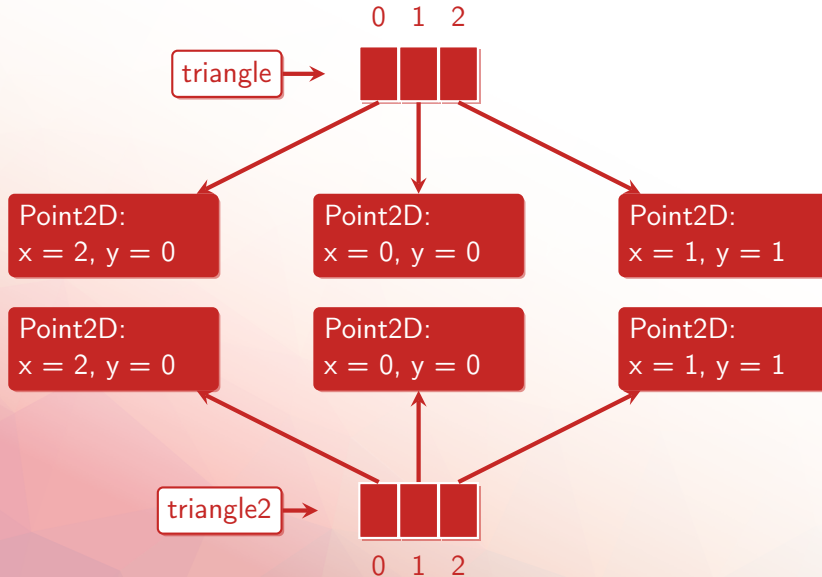 0 1 2
triangle
Point2D:
x = 2, y = 0
Point2D:
x = 0, y = 0
Point2D:
x = 1, y = 1
Point2D:
x = 2, y = 0
Point2D:
x = 0, y = 0
Point2D:
x = 1, y = 1
triangle2
0 1 2